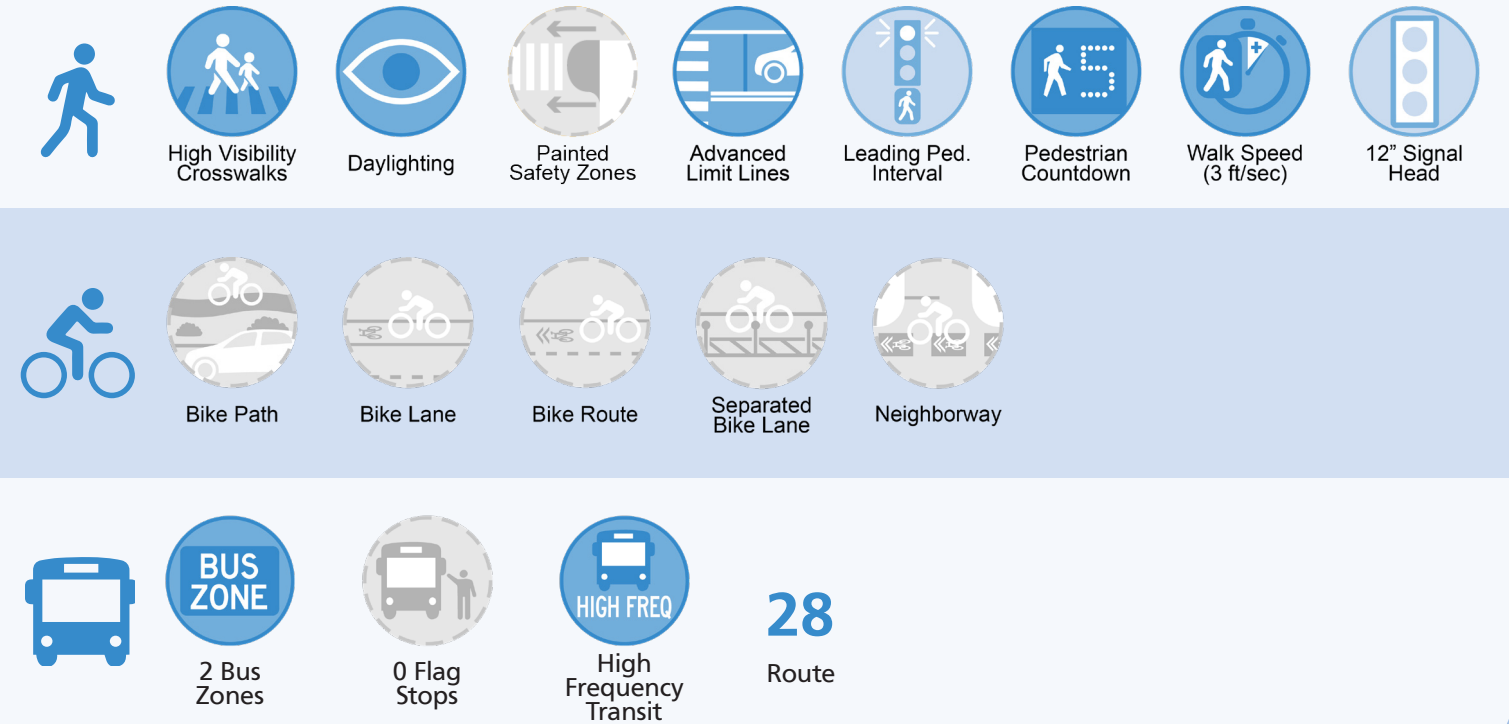 High Visibility
Crosswalks
Daylighting
Painted
Safety Zones
Advanced
Limit Lines
Leading Ped.
Interval
5
Pedestrian
Countdown
+
Walk Speed
(3 ft/sec)
12” Signal
Head
Bike Path
Bike Lane
Bike Route
Separated
Bike Lane
Neighborway
BUS
ZONE
2 Bus
Zones
0 Flag
Stops
HIGH FREQ
High
Frequency
Transit
28
Route